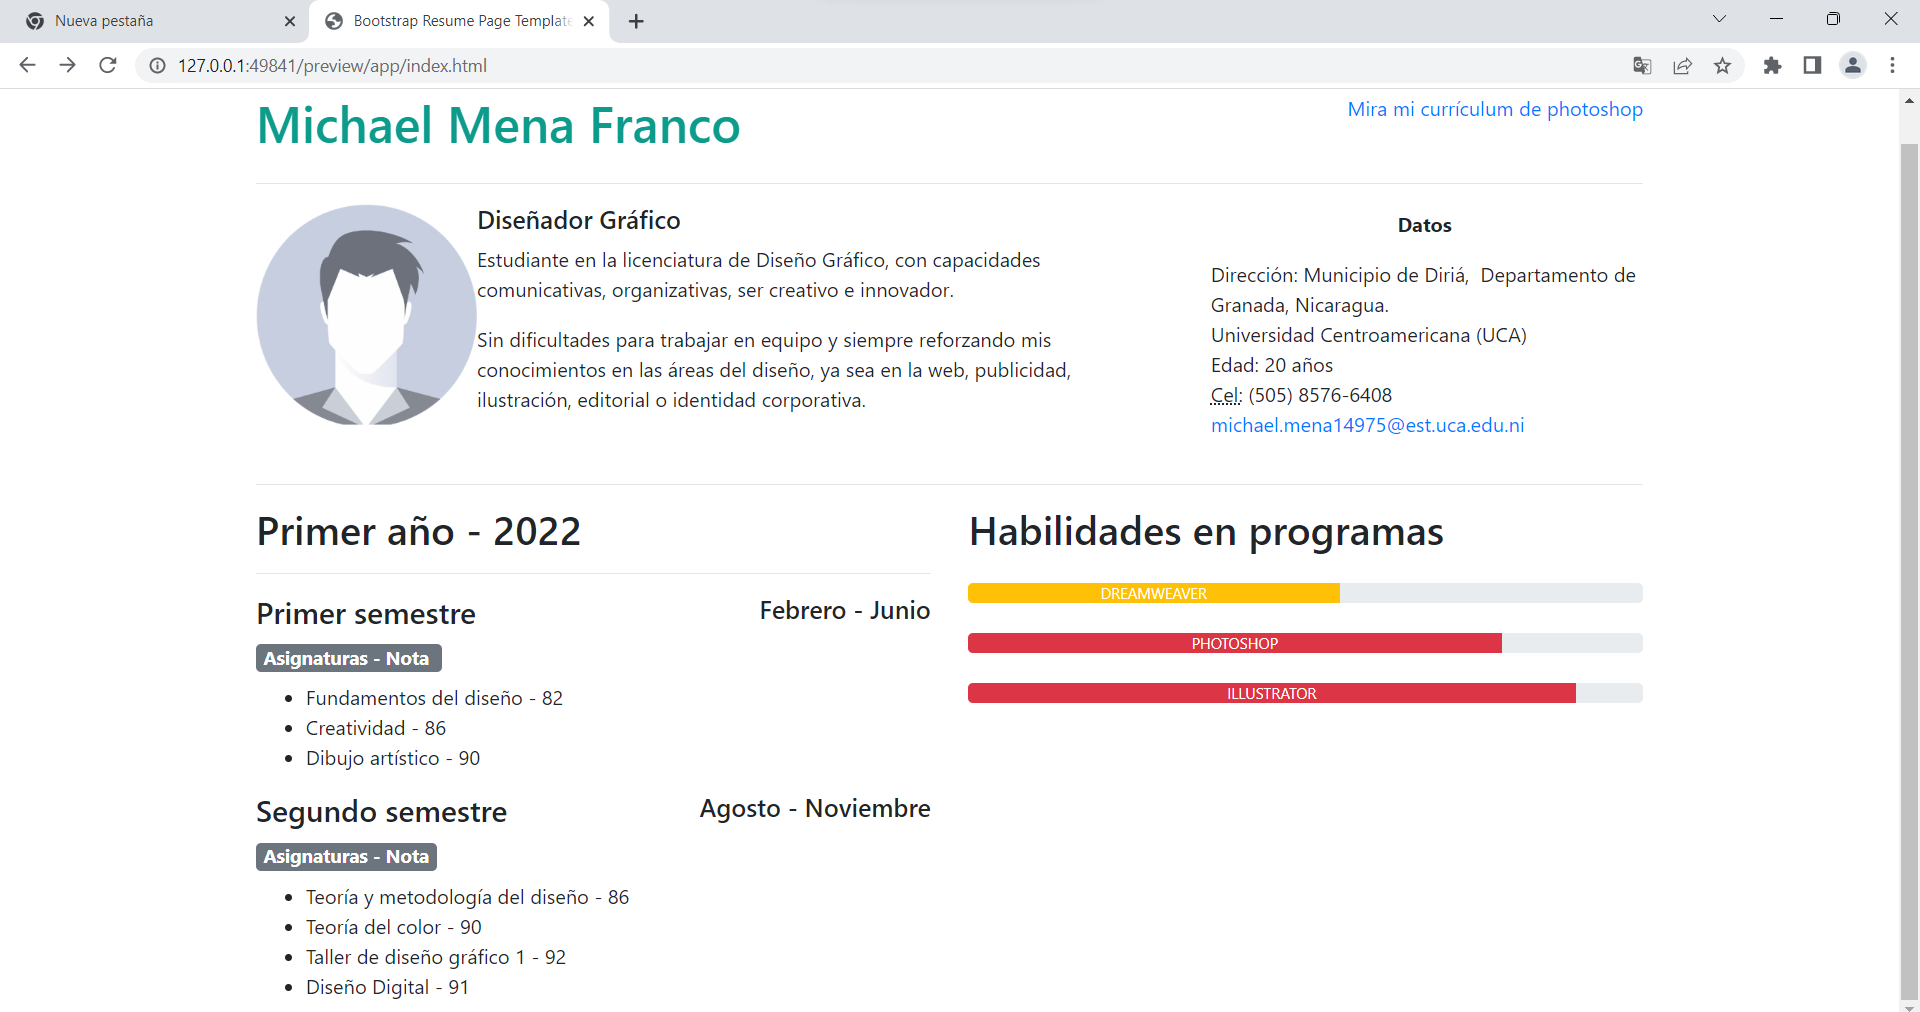 Nueva pestaña
Bootstrap Resume Page Template
127.0.0.1:49841/preview/app/index.html
Michael Mena Franco
Mira mi currículum de photoshop
Diseñador Gráfico
Estudiante en la licenciatura de Diseño Gráfico, con capacidades
comunicativas, organizativas, ser creativo e innovador.
Sin dificultades para trabajar en equipo y siempre reforzando mis
conocimientos en las áreas del diseño, ya sea en la web, publicidad,
ilustración, editorial o identidad corporativa.
Datos
Dirección: Municipio de Diriá,  Departamento de
Granada, Nicaragua.
Universidad Centroamericana (UCA)
Edad: 20 años
Cel: (505) 8576-6408
michael.mena14975@est.uca.edu.ni
Primer año - 2022
Primer semestre
Febrero - Junio
Asignaturas - Nota
Fundamentos del diseño - 82
Creatividad - 86
Dibujo artístico - 90
Segundo semestre
Agosto - Noviembre
Asignaturas - Nota
Teoría y metodología del diseño - 86
Teoría del color - 90
Taller de diseño gráfico 1 - 92
Diseño Digital - 91
Habilidades en programas
DREAMWEAVER
PHOTOSHOP
ILLUSTRATOR